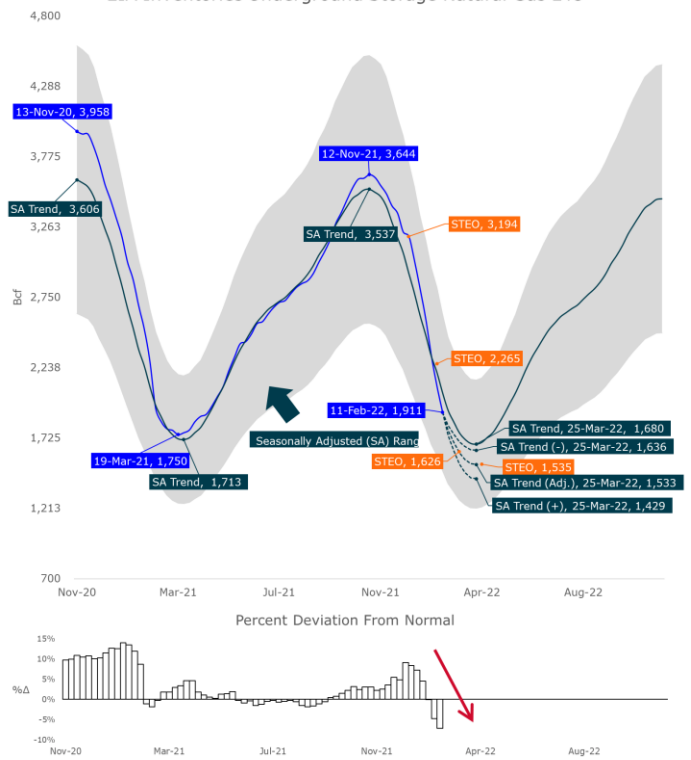 4,800
4,288
13-Nov-20, 3,958
3,775
12-Nov-21, 3,644
SA Trend, 3,606
STEO, 3,194
3,263
SA Trend, 3,537
Bcf
2,750
2,238
STEO, 2,265
11-Feb-22, 1,911
1,725
Seasonally Adjusted (SA) Rang
SA Trend, 25-Mar-22, 1,680
SA Trend (-), 25-Mar-22, 1,636
19-Mar-21, 1,750
STEO, 1,626
STEO, 1,535
SA Trend, 1,713
SA Trend (Adj.), 25-Mar-22, 1,533
1,213
SA Trend (+), 25-Mar-22, 1,429
700
Nov-20 Mar-21 Jul-21 Nov-21 Apr-22 Aug-22
Percent Deviation From Normal
15%
10%
5%
%Δ
0%
-5%
-10%
Nov-20 Mar-21 Jul-21 Nov-21 Apr-22 Aug-22